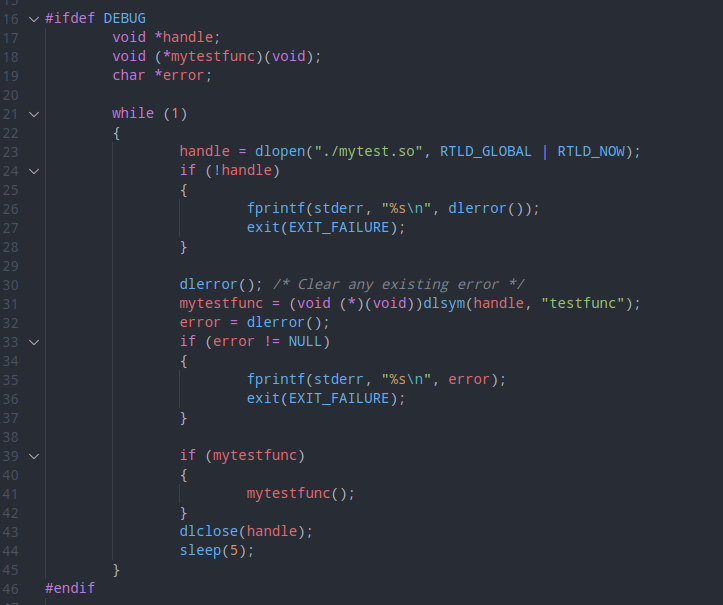 16 #ifdef DEBUG
17 void *handle;
18 void (*mytestfunc)(void);
19 char *error;
20
21 while (1)
22 {
23 handle = dlopen("./mytest.so", RTLD_GLOBAL | RTLD_NOW);
24 if (!handle)
25 {
26 fprintf(stderr, "%s\n", dlerror());
27 exit(EXIT_FAILURE);
28 }
29
30 dlerror(); /* Clear any existing error */
31 mytestfunc = (void (*)(void))dlsym(handle, "testfunc");
32 error = dlerror();
33 if (error != NULL)
34 {
35 fprintf(stderr, "%s\n", error);
36 exit(EXIT_FAILURE);
37 }
38
39 if (mytestfunc)
40 {
41 mytestfunc();
42 }
43 dlclose(handle);
44 sleep(5);
45 }
46 #endif